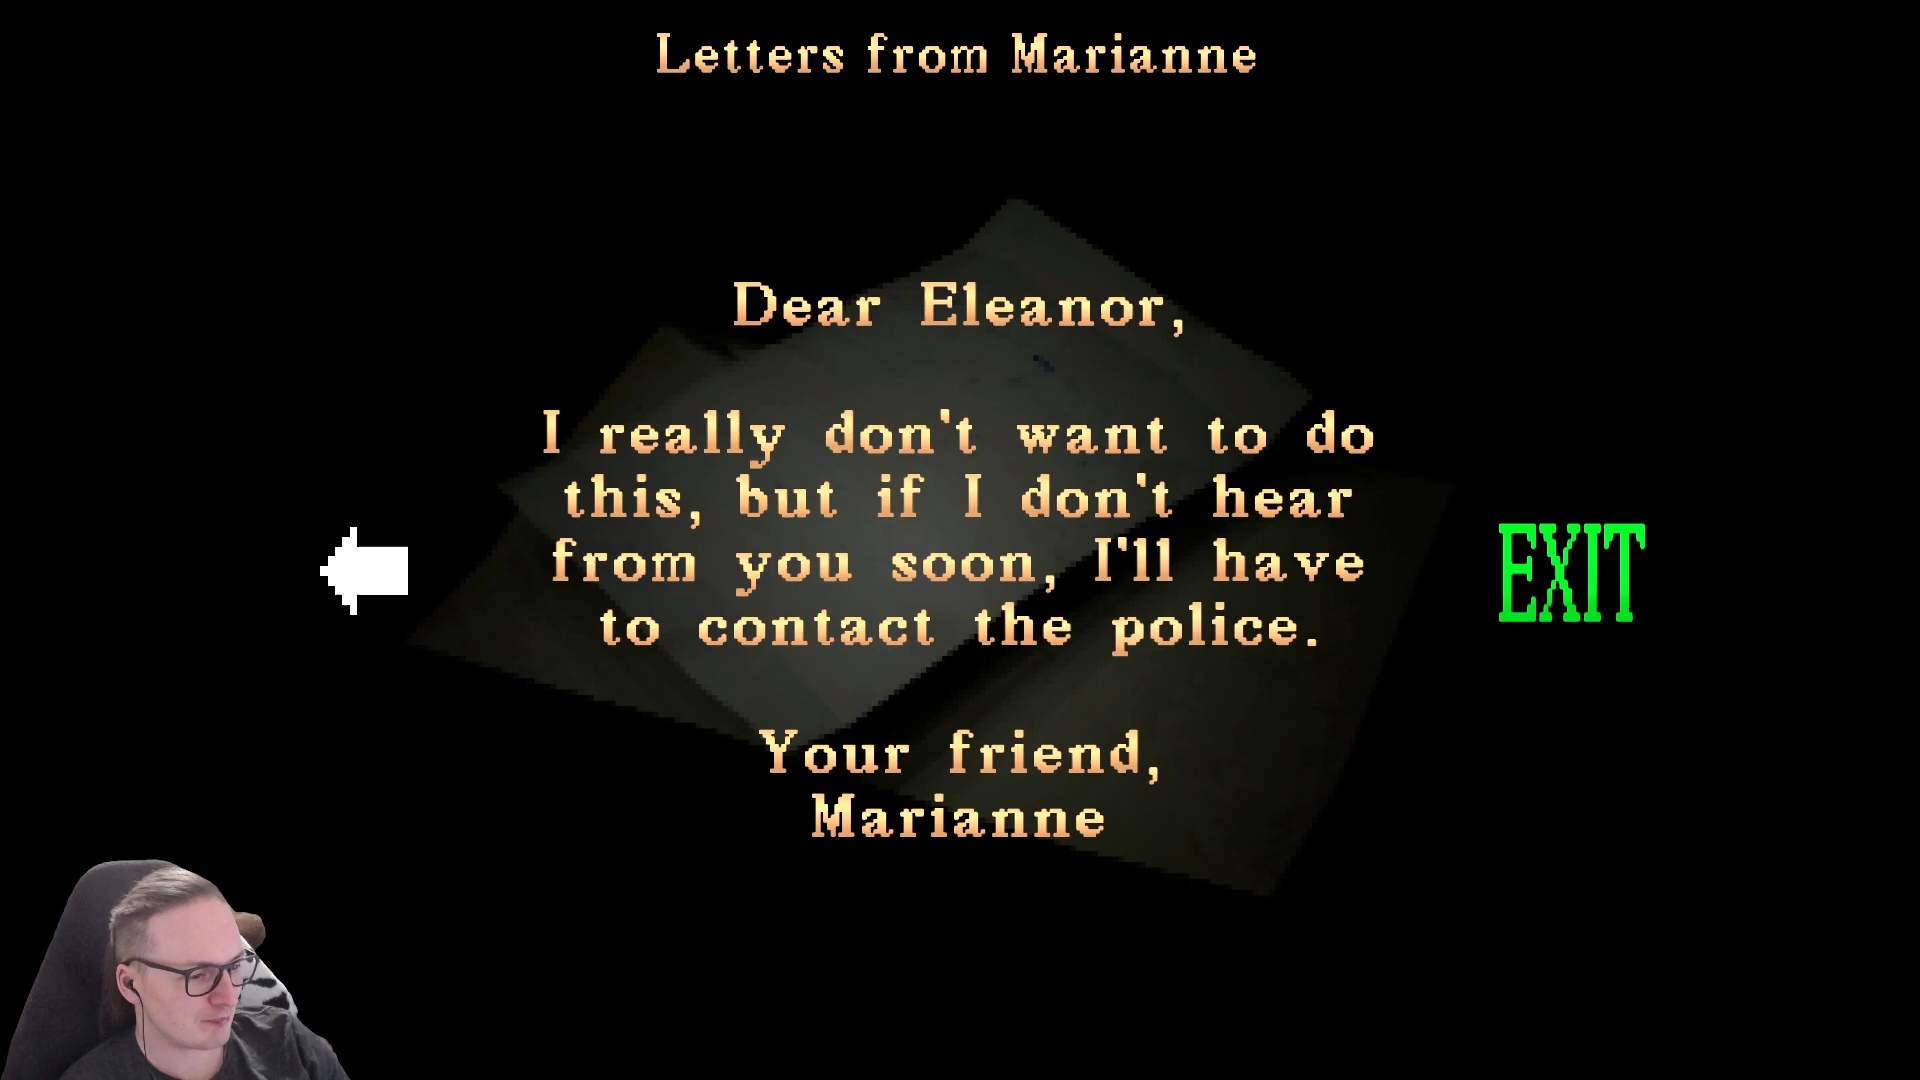 Letters from Marianne
Dear Eleanor,
I really don't want to do
this, but if I don't hear
from you soon, I'll have
to contact the police.
EXIT
Your friend,
Marianne